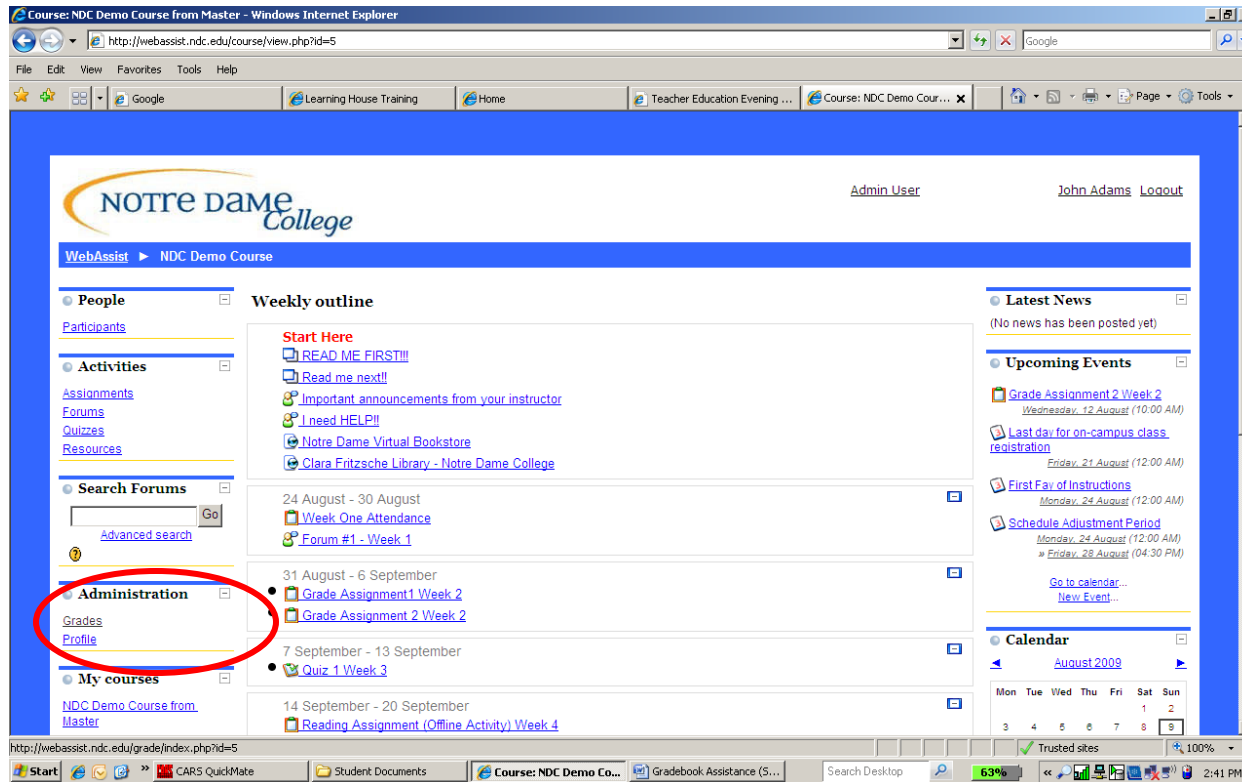 Course: NDC Demo Course from Master - Windows Internet Explorer
http://webassist.ndc.edu/course/view.php?id=5
Google
File Edit View Favorites Tools Help
Google
Learning House Training
Home
Teacher Education Evening ...
Course: NDC Demo Cour...
Page
Tools
NOTre Dame
College
Admin User
John Adams Logout
WebAssist ► NDC Demo Course
People
Participants
Activities
Assignments
Forums
Quizzes
Resources
Search Forums
Go
Advanced search
Administration
Grades
Profile
My courses
NDC Demo Course from
Master
Weekly outline
Start Here
READ ME FIRST!!!
Read me next!!
Important announcements from your instructor
I need HELP!!
Notre Dame Virtual Bookstore
Clara Fritzsche Library - Notre Dame College
24 August - 30 August
Week One Attendance
Forum #1 - Week 1
31 August - 6 September
Grade Assignment1 Week 2
Grade Assignment 2 Week 2
7 September - 13 September
Quiz 1 Week 3
14 September - 20 September
Reading Assignment (Offline Activity) Week 4
Latest News
(No news has been posted yet)
Upcoming Events
Grade Assignment 2 Week 2
Wednesday, 12 August (10:00 AM)
Last day for on-campus class
registration
Friday, 21 August (12:00 AM)
First Fay of Instructions
Monday, 24 August (12:00 AM)
Schedule Adjustment Period
Monday, 24 August (12:00 AM)
» Friday, 28 August (04:30 PM)
Go to calendar...
New Event...
Calendar
◄ August 2009 ►
Mon Tue Wed Thu Fri Sat Sun
1 2
3 4 5 6 7 8 9
http://webassist.ndc.edu/grade/index.php?id=5
Trusted sites
100%
Start
CARS QuickMate
Student Documents
Course: NDC Demo Co...
Gradebook Assistance (S...
Search Desktop
63%
2:41 PM